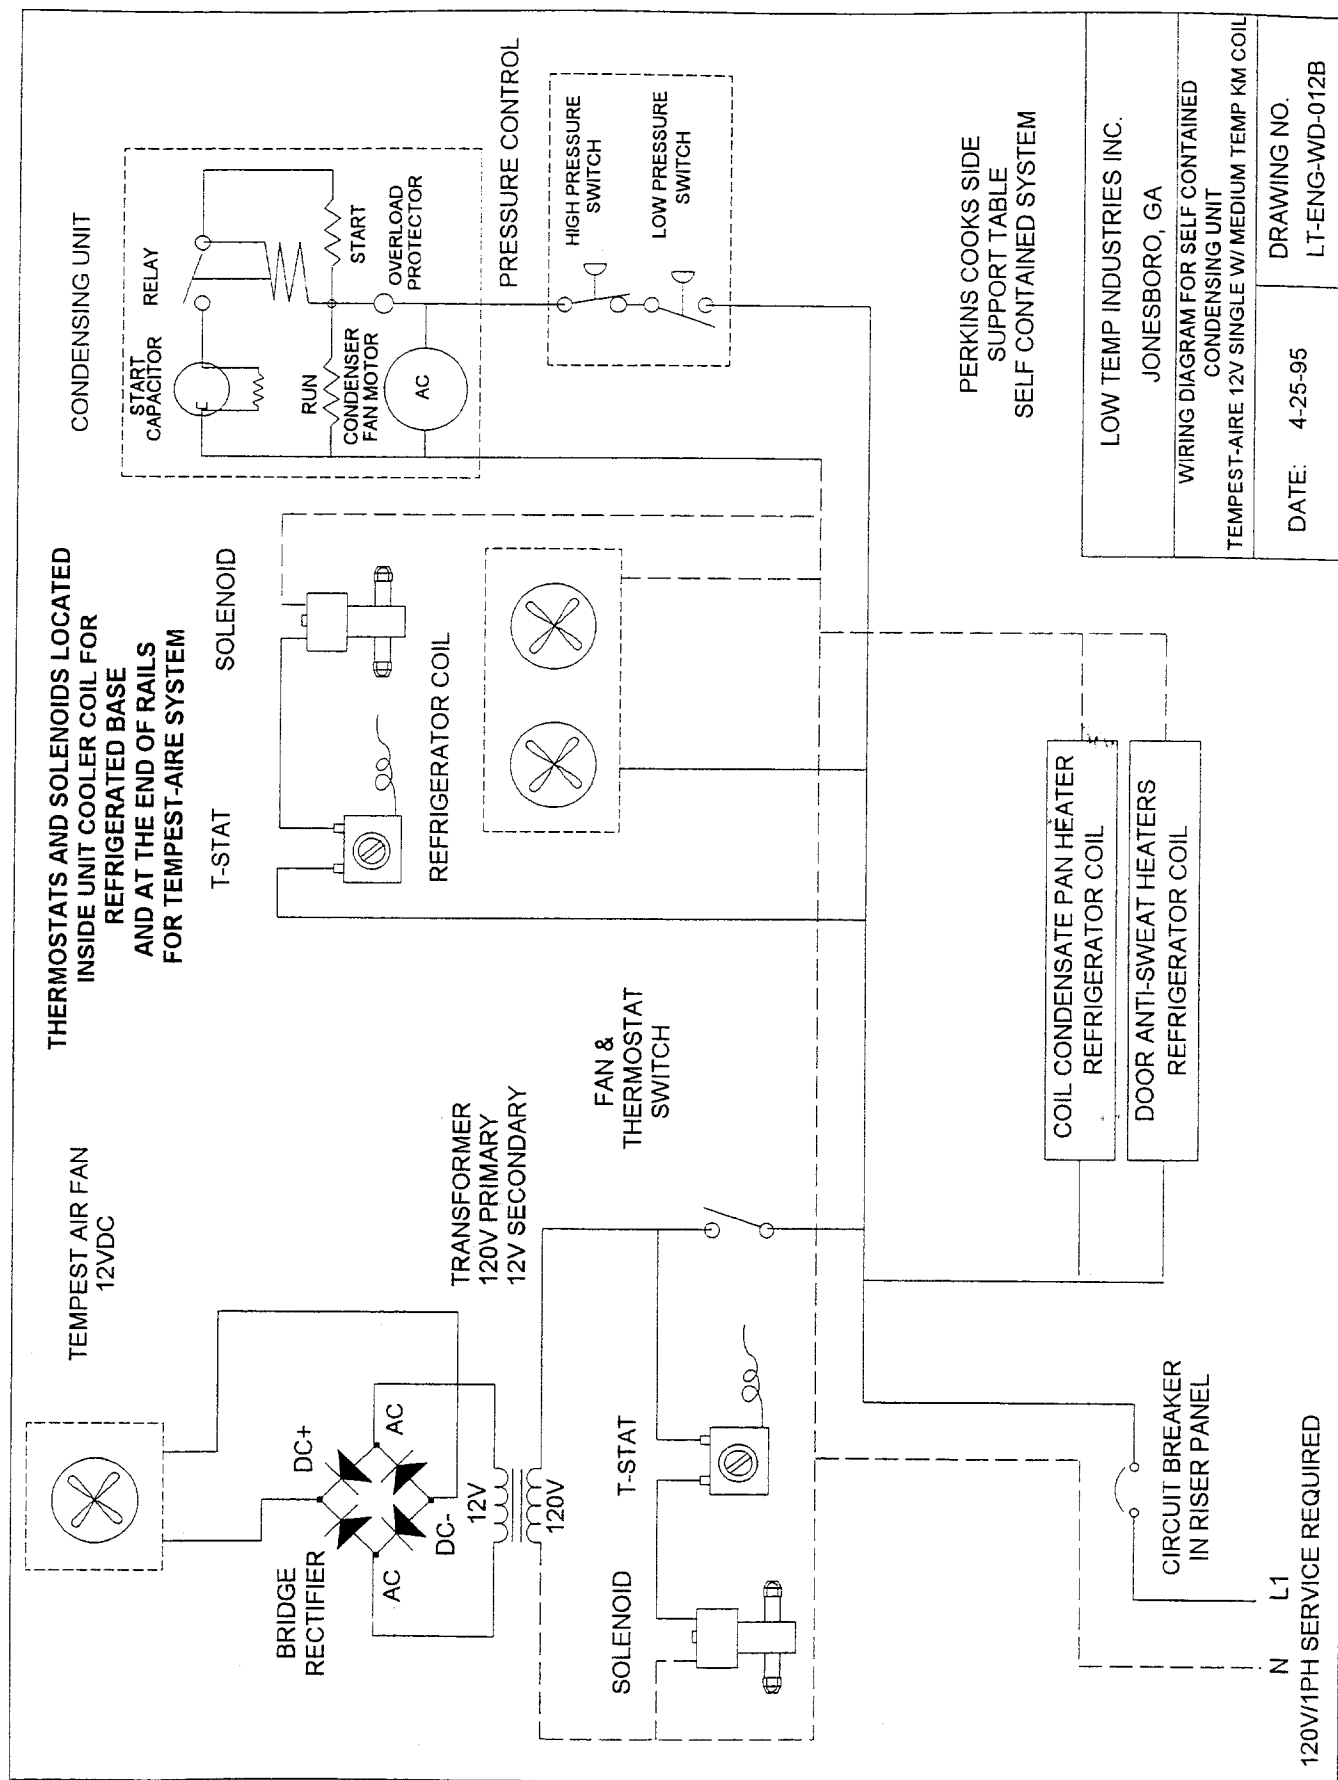 THERMOSTATS AND SOLENOIDS LOCATED
INSIDE UNIT COOLER COIL FOR
REFRIGERATED BASE
AND AT THE END OF RAILS
FOR TEMPEST-AIRE SYSTEM
TEMPEST AIR FAN
12VDC
BRIDGE
RECTIFIER
DC+
AC
AC
DC-
12V
120V
TRANSFORMER
120V PRIMARY
12V SECONDARY
SOLENOID
T-STAT
FAN &
THERMOSTAT
SWITCH
T-STAT
SOLENOID
REFRIGERATOR COIL
CONDENSING UNIT
START
CAPACITOR
RELAY
RUN
START
CONDENSER
FAN MOTOR
AC
OVERLOAD
PROTECTOR
PRESSURE CONTROL
HIGH PRESSURE
SWITCH
LOW PRESSURE
SWITCH
COIL CONDENSATE PAN HEATER
REFRIGERATOR COIL
DOOR ANTI-SWEAT HEATERS
REFRIGERATOR COIL
CIRCUIT BREAKER
IN RISER PANEL
N
L1
120V/1PH SERVICE REQUIRED
PERKINS COOKS SIDE
SUPPORT TABLE
SELF CONTAINED SYSTEM
LOW TEMP INDUSTRIES INC.
JONESBORO, GA
WIRING DIAGRAM FOR SELF CONTAINED
CONDENSING UNIT
TEMPEST-AIRE 12V SINGLE W/ MEDIUM TEMP KM COIL
DATE: 4-25-95
DRAWING NO.
LT-ENG-WD-012B